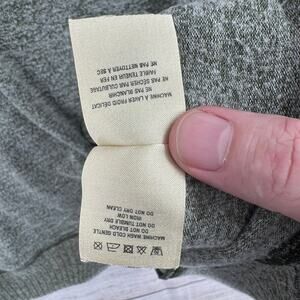 MACHINE A LAVER FROID DÉLICAT
NE PAS BLANCHIR
NE PAS SÉCHER PAR CULBUTAGE
FAIBLE TENEUR EN FER
NE PAS NETTOYER À SEC
MACHINE WASH COLD GENTLE
DO NOT BLEACH
DO NOT TUMBLE DRY
IRON LOW
DO NOT DRY CLEAN